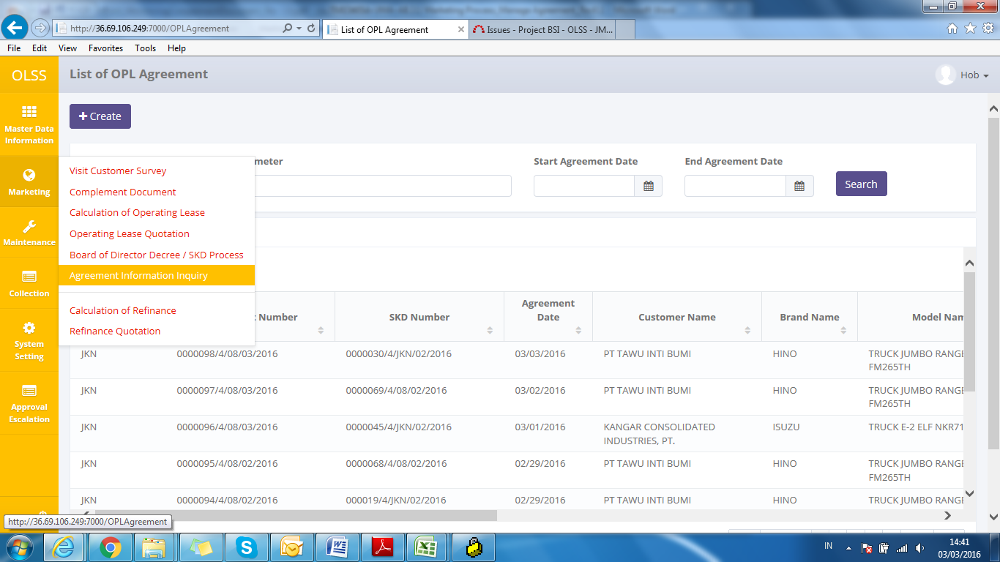 http://36.69.106.249:7000/OPLAgreement
List of OPL Agreement
Issues - Project BSI - OLSS - JM...
File Edit View Favorites Tools Help
OLSS
List of OPL Agreement
Hob
Create
Master Data
Information
Marketing
Maintenance
Collection
System
Setting
Approval
Escalation
Visit Customer Survey
Complement Document
Calculation of Operating Lease
Operating Lease Quotation
Board of Director Decree / SKD Process
Agreement Information Inquiry
Calculation of Refinance
Refinance Quotation
Start Agreement Date
End Agreement Date
Search
Number
SKD Number
Agreement
Date
Customer Name
Brand Name
Model Nam
JKN 0000098/4/08/03/2016 0000030/4/JKN/02/2016 03/03/2016 PT TAWU INTI BUMI HINO TRUCK JUMBO RANGE
FM265TH
JKN 0000097/4/08/03/2016 0000069/4/08/02/2016 03/02/2016 PT TAWU INTI BUMI HINO TRUCK JUMBO RANGE
FM265TH
JKN 0000096/4/08/03/2016 0000045/4/JKN/02/2016 03/01/2016 KANGAR CONSOLIDATED ISUZU TRUCK E-2 ELF NKR71
INDUSTRIES, PT.
JKN 0000095/4/08/02/2016 0000068/4/08/02/2016 02/29/2016 PT TAWU INTI BUMI HINO TRUCK JUMBO RANGE
FM265TH
JKN 0000094/4/08/02/2016 000019/4/JKN/02/2016 02/29/2016 PT TAWU INTI BUMI HINO TRUCK JUMBO RANGE
http://36.69.106.249:7000/OPLAgreement
IN
14:41
03/03/2016